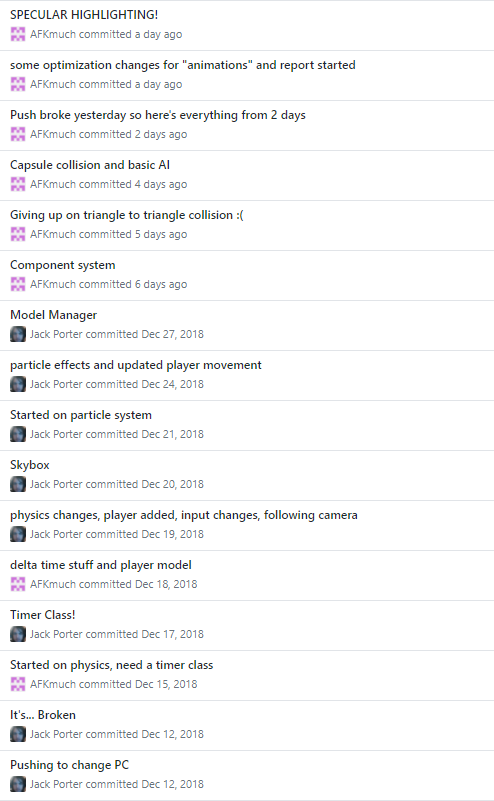 SPECULAR HIGHLIGHTING!
AFKmuch committed a day ago
some optimization changes for "animations" and report started
AFKmuch committed a day ago
Push broke yesterday so here's everything from 2 days
AFKmuch committed 2 days ago
Capsule collision and basic AI
AFKmuch committed 4 days ago
Giving up on triangle to triangle collision :(
AFKmuch committed 5 days ago
Component system
AFKmuch committed 6 days ago
Model Manager
Jack Porter committed Dec 27, 2018
particle effects and updated player movement
Jack Porter committed Dec 24, 2018
Started on particle system
Jack Porter committed Dec 21, 2018
Skybox
Jack Porter committed Dec 20, 2018
physics changes, player added, input changes, following camera
Jack Porter committed Dec 19, 2018
delta time stuff and player model
AFKmuch committed Dec 18, 2018
Timer Class!
Jack Porter committed Dec 17, 2018
Started on physics, need a timer class
AFKmuch committed Dec 15, 2018
It's... Broken
Jack Porter committed Dec 12, 2018
Pushing to change PC
Jack Porter committed Dec 12, 2018